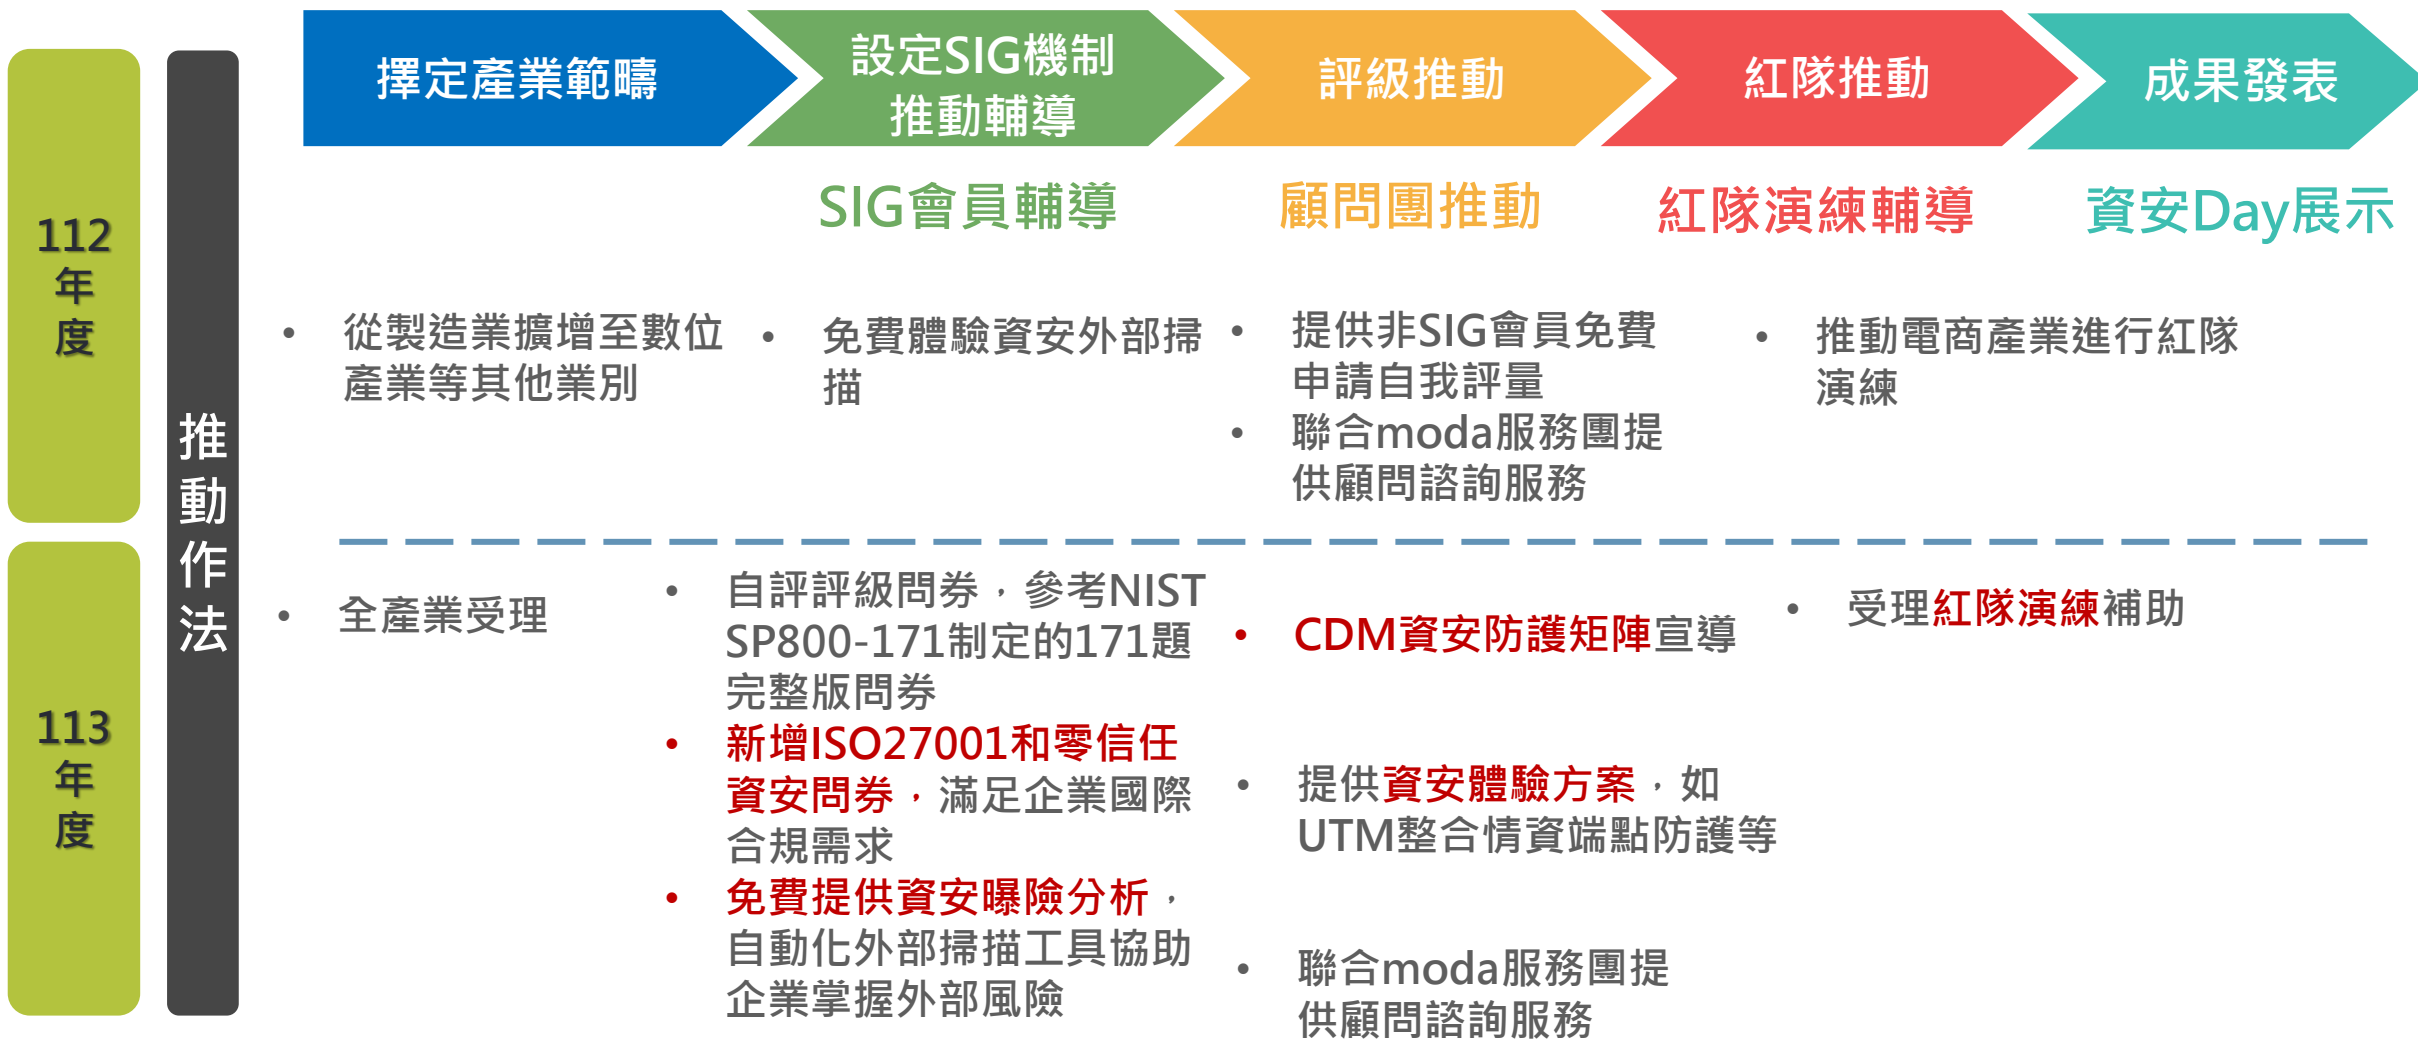 擇定產業範疇
設定SIG機制
推動輔導
評級推動
紅隊推動
成果發表
SIG會員輔導
顧問團推動
紅隊演練輔導
資安Day展示
112
年
度
推
動
作
法
• 從製造業擴增至數位
產業等其他業別
• 免費體驗資安外部掃
描
• 提供非SIG會員免費
申請自我評量
• 聯合moda服務團提
供顧問諮詢服務
• 推動電商產業進行紅隊
演練
113
年
度
• 全產業受理
• 自評評級問券，參考NIST
SP800-171制定的171題
完整版問券
• 新增ISO27001和零信任
資安問券，滿足企業國際
合規需求
• 免費提供資安曝險分析，
自動化外部掃描工具協助
企業掌握外部風險
• CDM資安防護矩陣宣導
• 提供資安體驗方案，如
UTM整合情資端點防護等
• 聯合moda服務團提
供顧問諮詢服務
• 受理紅隊演練補助